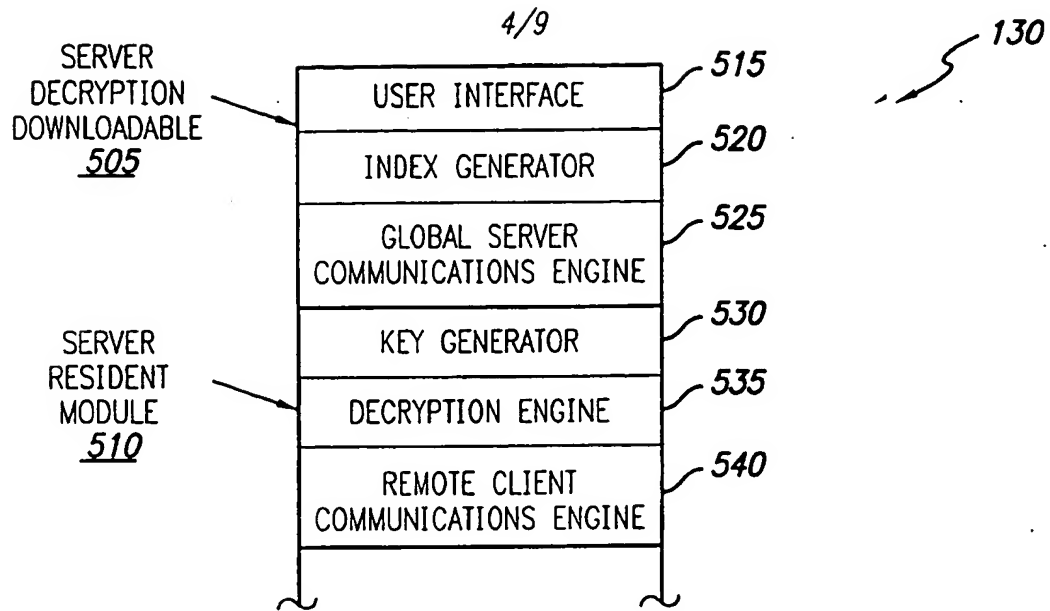 4/9
130
SERVER
DECRYPTION
DOWNLOADABLE
505
USER INTERFACE
515
INDEX GENERATOR
520
GLOBAL SERVER
COMMUNICATIONS ENGINE
525
SERVER
RESIDENT
MODULE
510
KEY GENERATOR
530
DECRYPTION ENGINE
535
REMOTE CLIENT
COMMUNICATIONS ENGINE
540